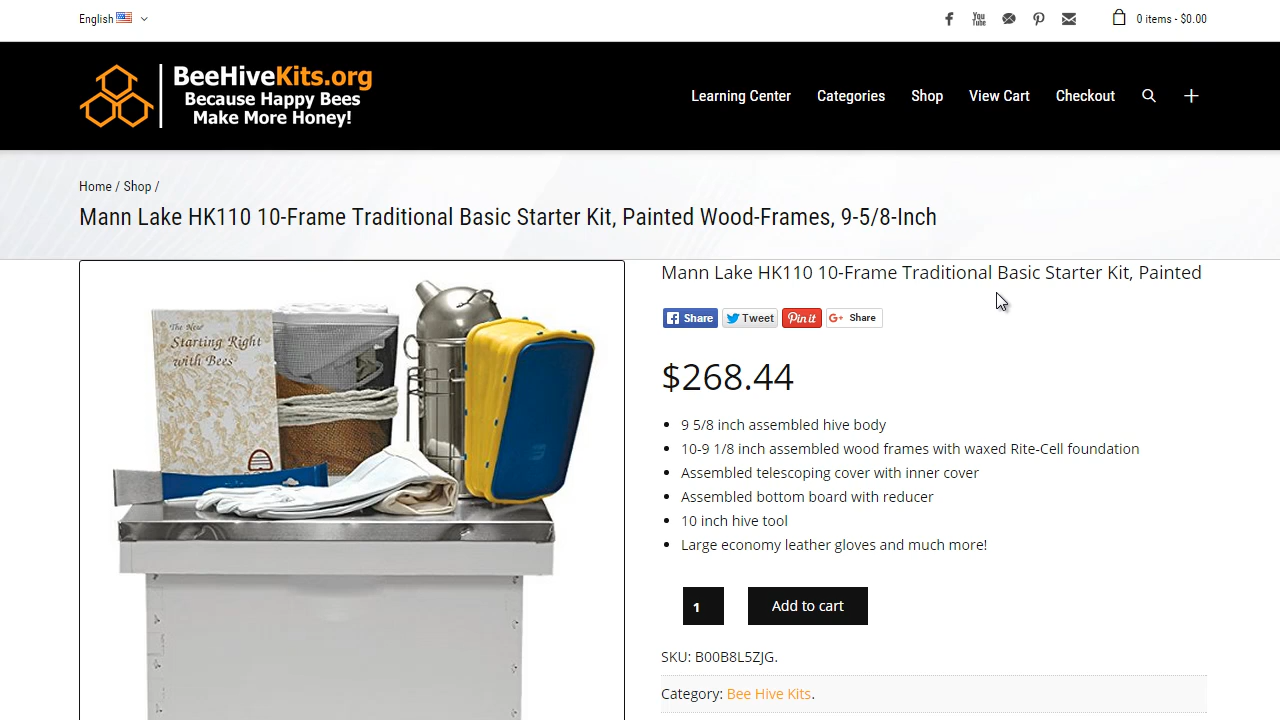 English
You Tube
0 items - $0.00
BeeHiveKits.org
Because Happy Bees
Make More Honey!
Learning Center
Categories
Shop
View Cart
Checkout
Home / Shop /
Mann Lake HK110 10-Frame Traditional Basic Starter Kit, Painted Wood-Frames, 9-5/8-Inch
The New
Starting Right
with Bees
Mann Lake HK110 10-Frame Traditional Basic Starter Kit, Painted
Share
Tweet
Pin it
G+ Share
$268.44
9 5/8 inch assembled hive body
10-9 1/8 inch assembled wood frames with waxed Rite-Cell foundation
Assembled telescoping cover with inner cover
Assembled bottom board with reducer
10 inch hive tool
Large economy leather gloves and much more!
1
Add to cart
SKU: B00B8L5ZJG.
Category: Bee Hive Kits.